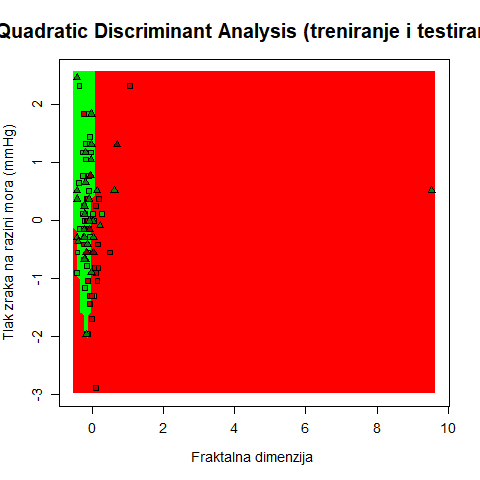 Quadratic Discriminant Analysis (treniranje i testiran
Tlak zraka na razini mora (mmHg)
2
1
0
-1
-2
-3
0 2 4 6 8 10
Fraktalna dimenzija